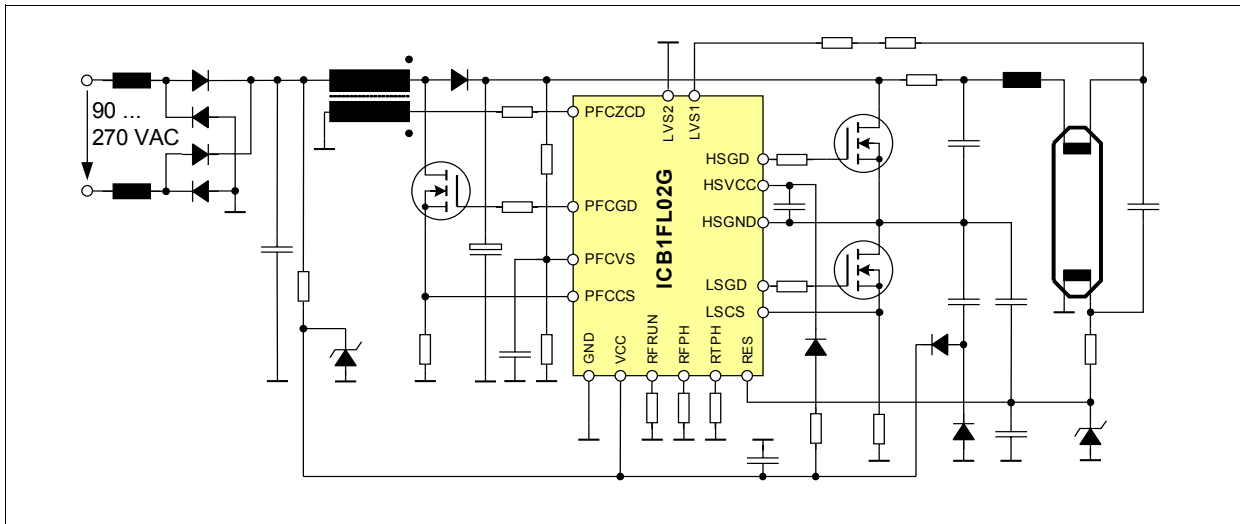 90 ...
270 VAC
PFCZCD
LVS2
LVS1
PFCGD
PFCVS
PFCCS
ICB1FL02G
HSGD
HSVCC
HSGND
LSGD
LSCS
GND
VCC
RFRUN
RFPH
RTPH
RES